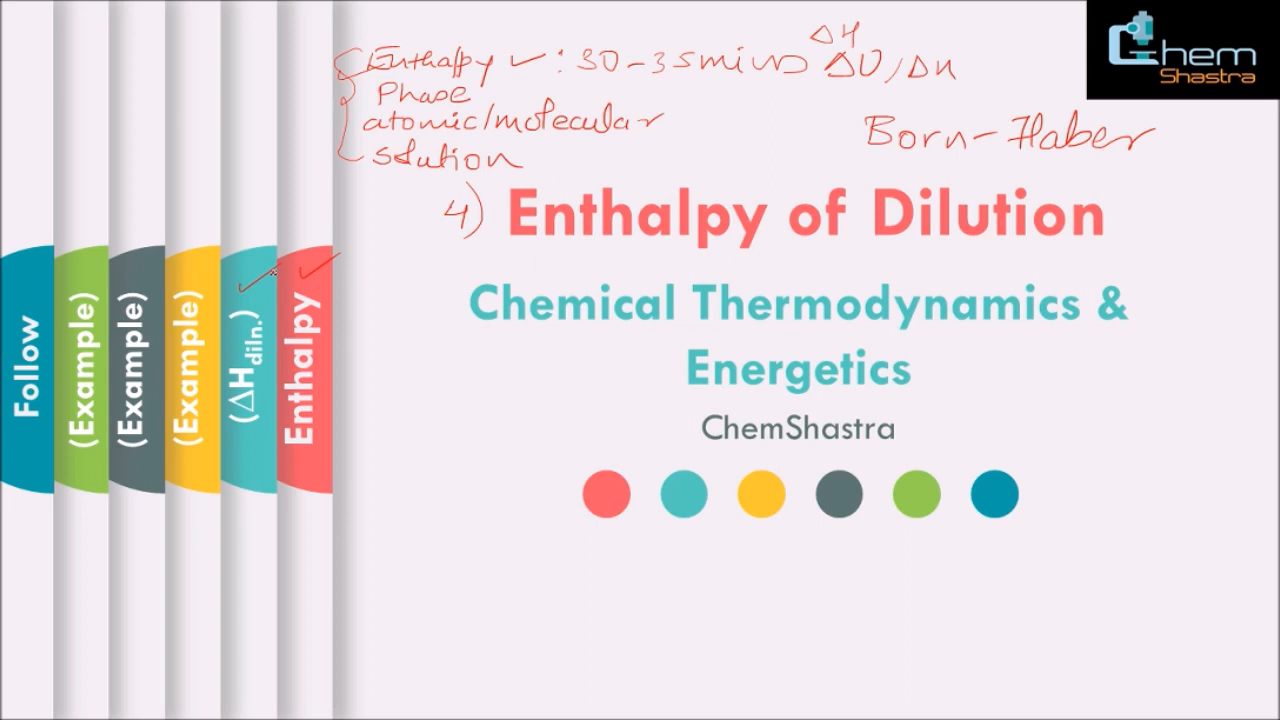 ΔH
Enthalpy ✓ : 30-35 mins ΔU, Δn
Phase
atomic/molecular
solution
Born-Haber
Chem
Shastra
4) Enthalpy of Dilution
Chemical Thermodynamics &
Energetics
ChemShastra
Follow
(Example)
(Example)
(Example)
(ΔHdiln.)
Enthalpy